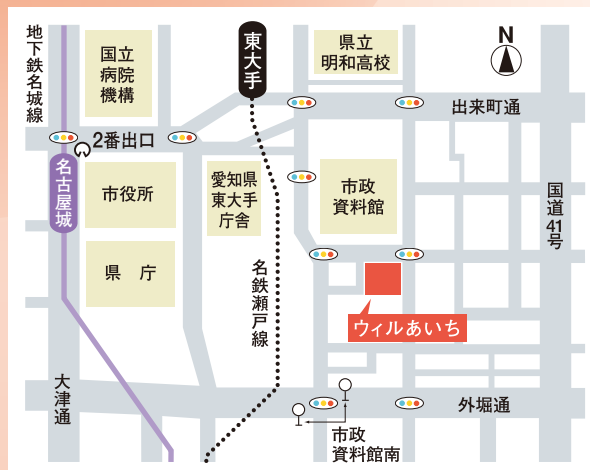 地下鉄名城線
国立
病院
機構
東大手
県立
明和高校
N
出来町通
2番出口
名古屋城
市役所
愛知県
東大手
庁舎
市政
資料館
国道41号
県 庁
名鉄瀬戸線
ウィルあいち
大津通
外堀通
市政
資料館南